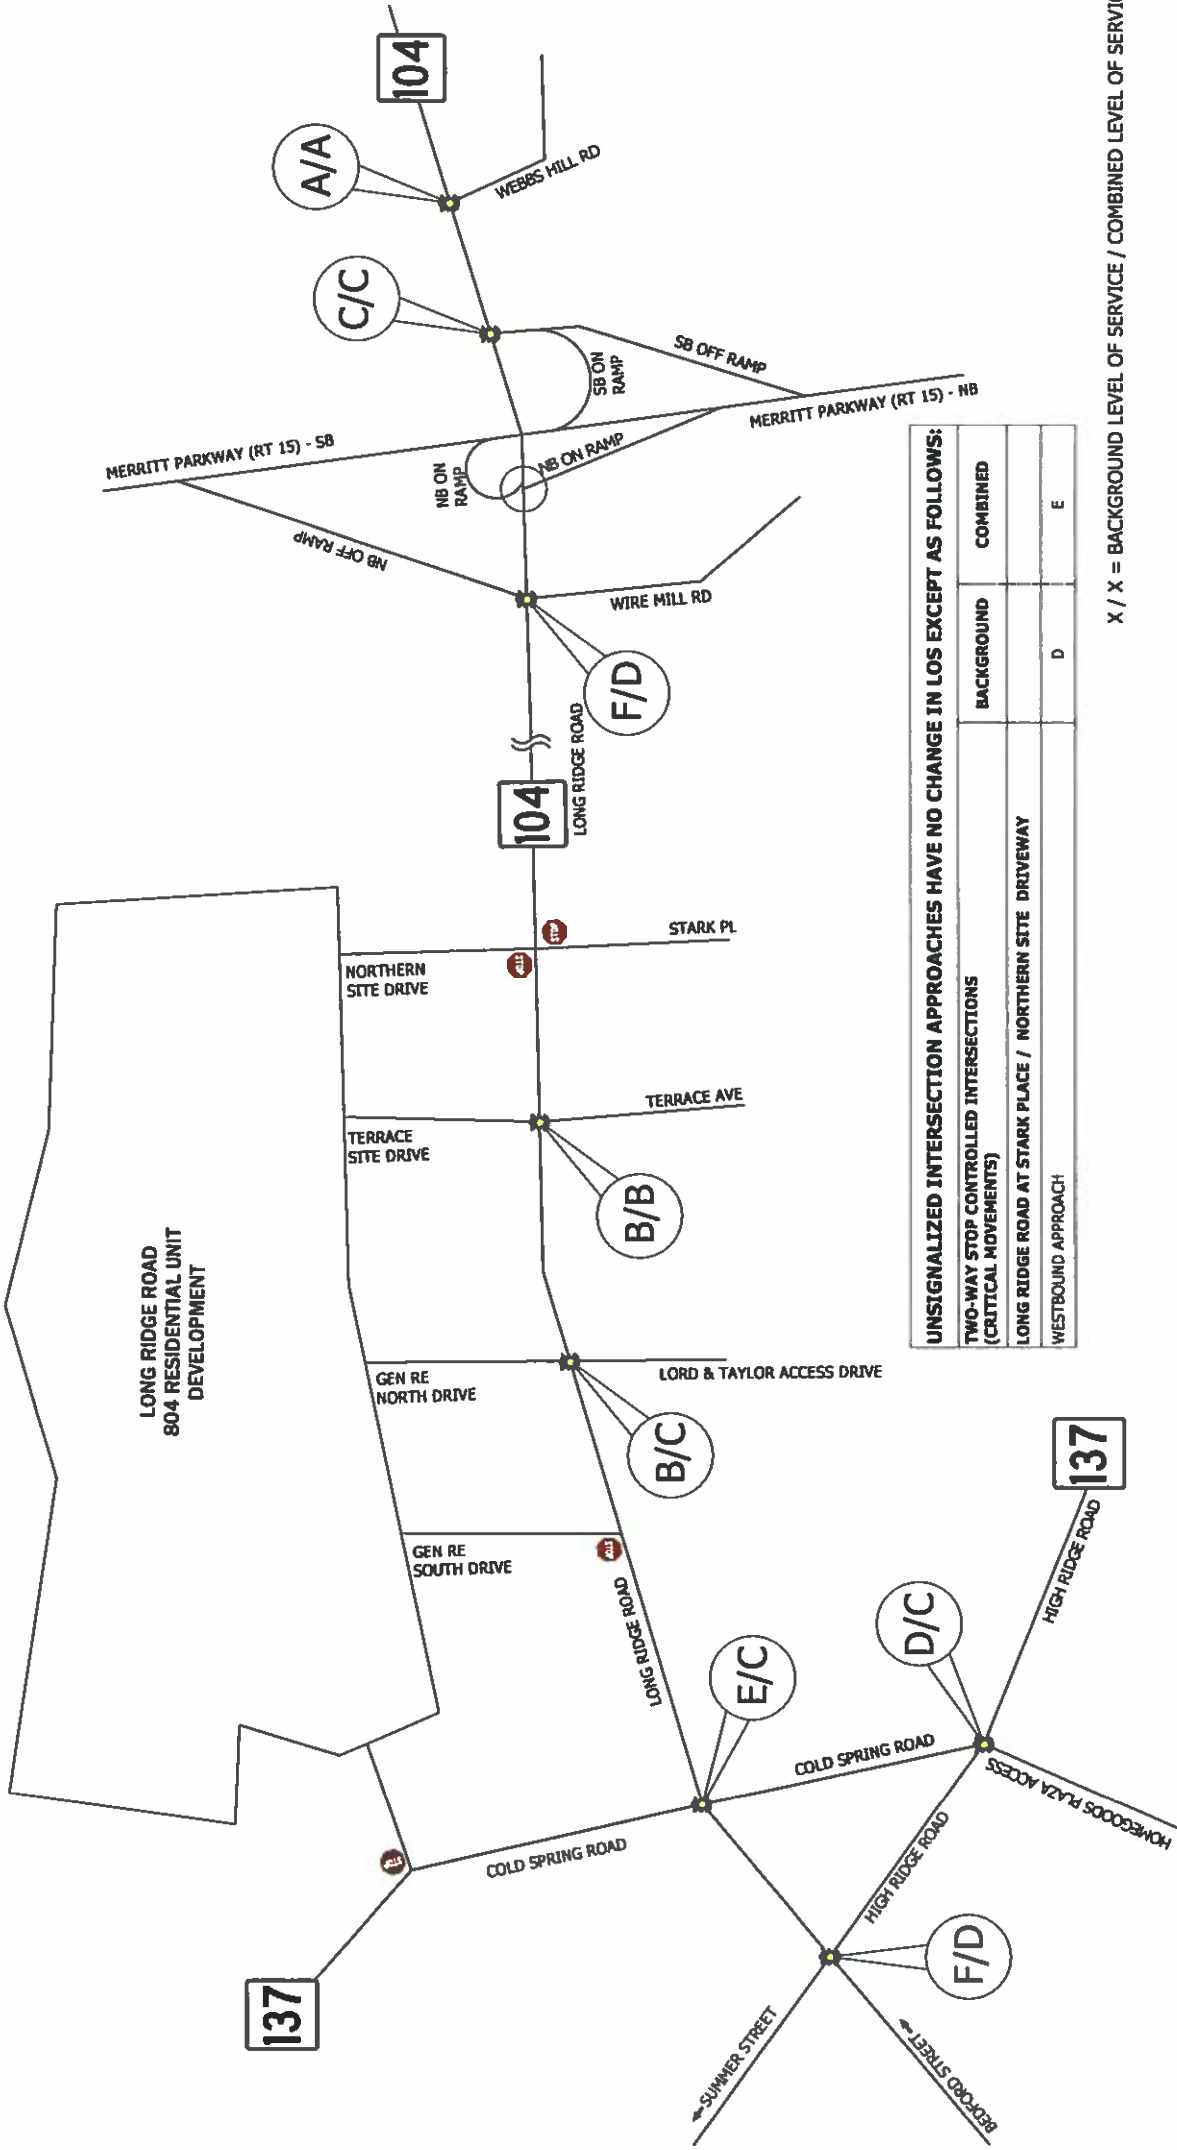 LONG RIDGE ROAD
804 RESIDENTIAL UNIT
DEVELOPMENT
137
COLD SPRING ROAD
GEN RE
SOUTH DRIVE
GEN RE
NORTH DRIVE
TERRACE
SITE DRIVE
NORTHERN
SITE DRIVE
MERRITT PARKWAY (RT 15) - SB
NB OFF RAMP
NB ON
RAMP
NB ON RAMP
A/A
104
C/C
WEBBS HILL RD
SB ON
RAMP
SB OFF RAMP
MERRITT PARKWAY (RT 15) - NB
WIRE MILL RD
F/D
104
LONG RIDGE ROAD
STOP
STOP
STARK PL
TERRACE AVE
B/B
LORD & TAYLOR ACCESS DRIVE
B/C
STOP
LONG RIDGE ROAD
E/C
STOP
COLD SPRING ROAD
D/C
HIGH RIDGE ROAD
137
HOMEGOODS PLAZA ACCESS
HIGH RIDGE ROAD
F/D
SUMMER STREET
BEDFORD STREET
UNSIGNALIZED INTERSECTION APPROACHES HAVE NO CHANGE IN LOS EXCEPT AS FOLLOWS:
TWO-WAY STOP CONTROLLED INTERSECTIONS
(CRITICAL MOVEMENTS)
BACKGROUND
COMBINED
LONG RIDGE ROAD AT STARK PLACE / NORTHERN SITE DRIVEWAY
WESTBOUND APPROACH
D
E
X / X = BACKGROUND LEVEL OF SERVICE / COMBINED LEVEL OF SERVIC